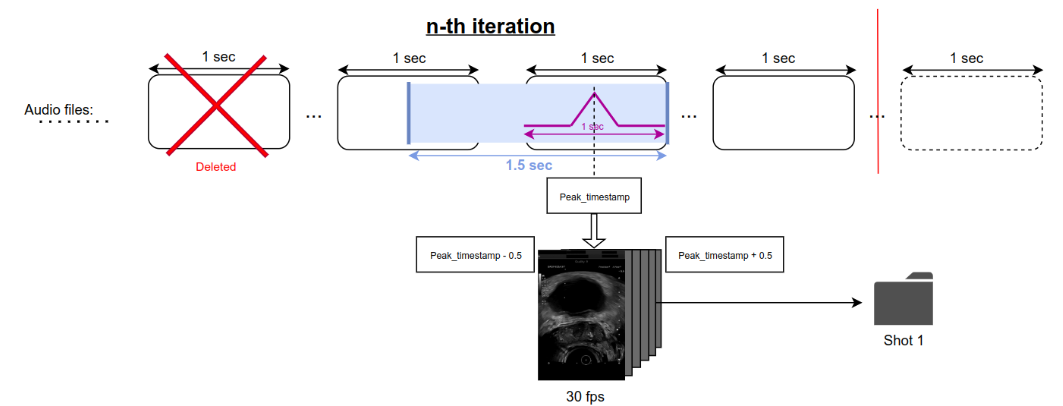 n-th iteration
1 sec
1 sec
1 sec
1 sec
1 sec
Audio files:
.......
...
...
...
1 sec
Deleted
1.5 sec
Peak_timestamp
Peak_timestamp - 0.5
Peak_timestamp + 0.5
Shot 1
30 fps